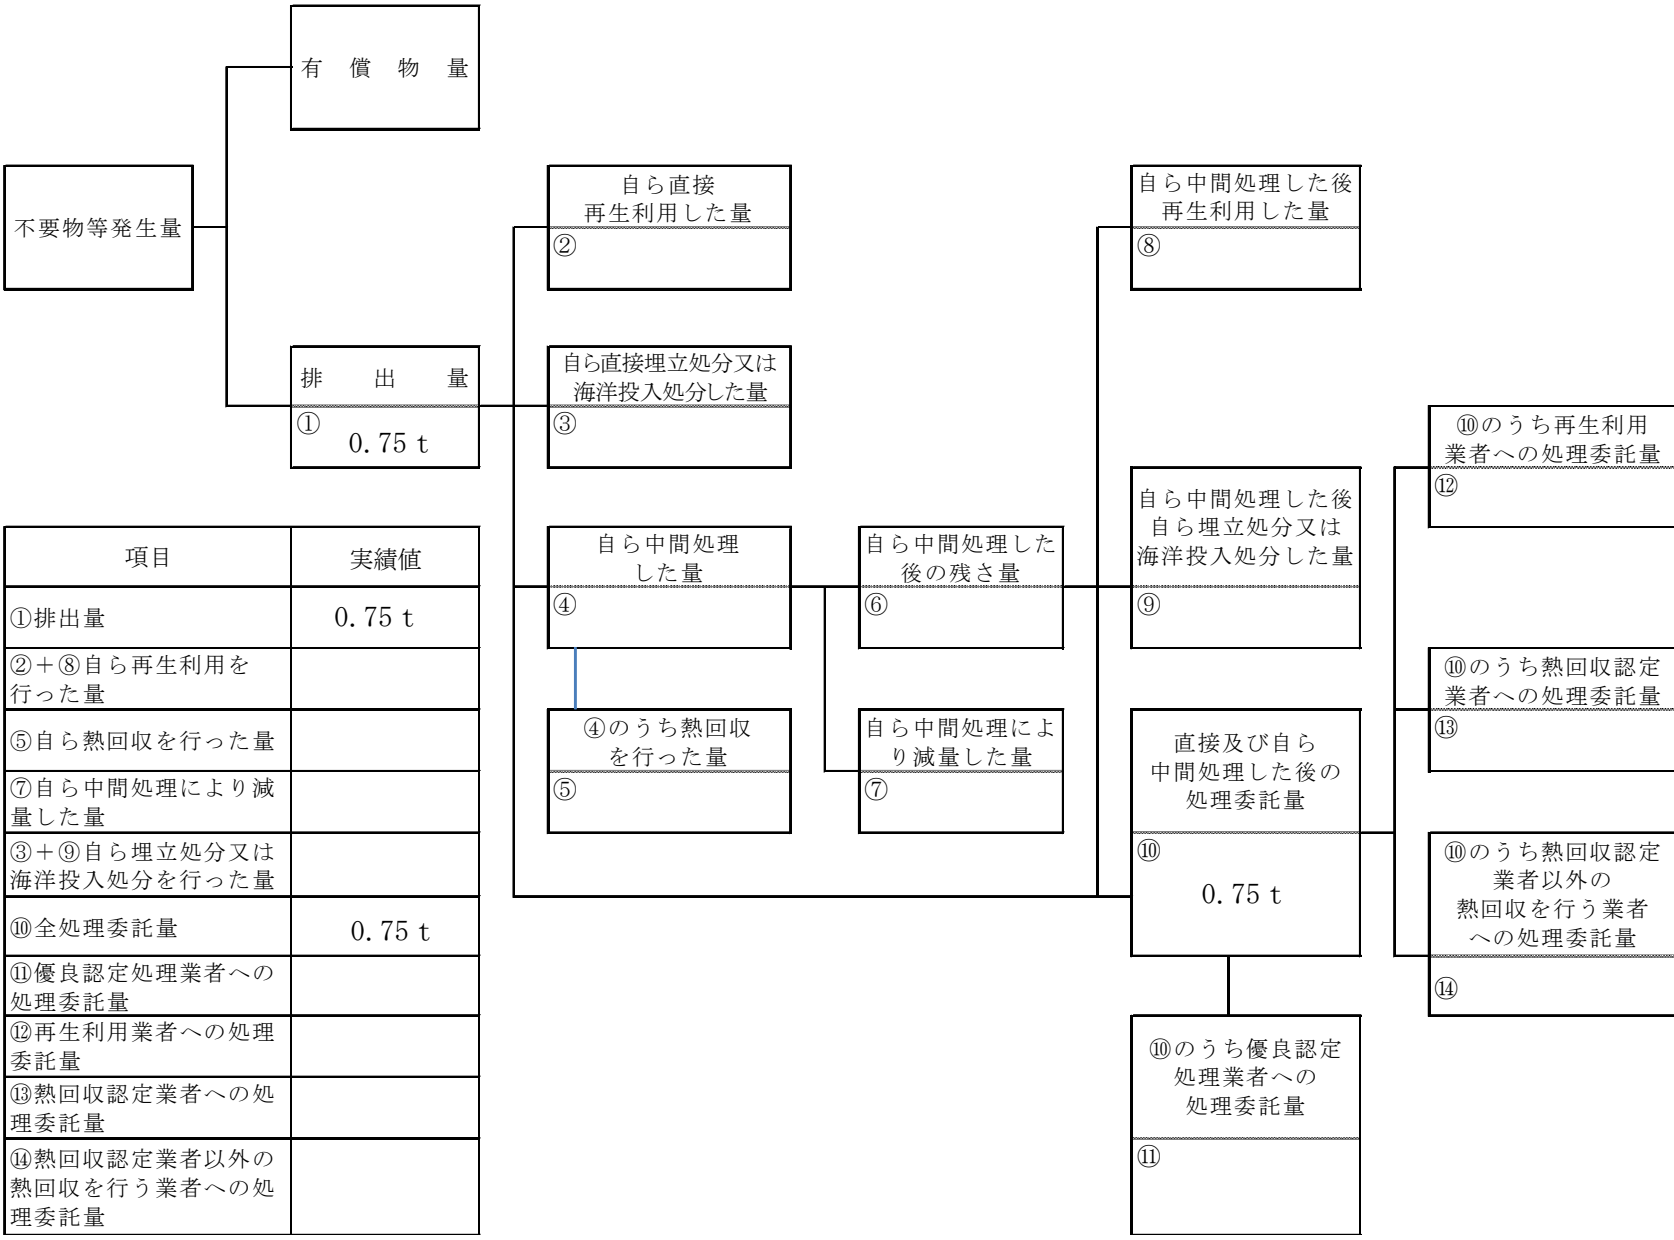 有償物量
不要物等発生量
排出量
①
0.75 t
自ら直接
再生利用した量
②
自ら直接埋立処分又は
海洋投入処分した量
③
自ら中間処理
した量
④
④のうち熱回収
を行った量
⑤
自ら中間処理した
後の残さ量
⑥
自ら中間処理によ
り減量した量
⑦
自ら中間処理した後
再生利用した量
⑧
自ら中間処理した後
自ら埋立処分又は
海洋投入処分した量
⑨
直接及び自ら
中間処理した後の
処理委託量
⑩
0.75 t
⑩のうち優良認定
処理業者への
処理委託量
⑪
⑩のうち再生利用
業者への処理委託量
⑫
⑩のうち熱回収認定
業者への処理委託量
⑬
⑩のうち熱回収認定
業者以外の
熱回収を行う業者
への処理委託量
⑭
項目 実績値
①排出量 0.75 t
②＋⑧自ら再生利用を
行った量
⑤自ら熱回収を行った量
⑦自ら中間処理により減
量した量
③＋⑨自ら埋立処分又は
海洋投入処分を行った量
⑩全処理委託量 0.75 t
⑪優良認定処理業者への
処理委託量
⑫再生利用業者への処理
委託量
⑬熱回収認定業者への処
理委託量
⑭熱回収認定業者以外の
熱回収を行う業者への処
理委託量